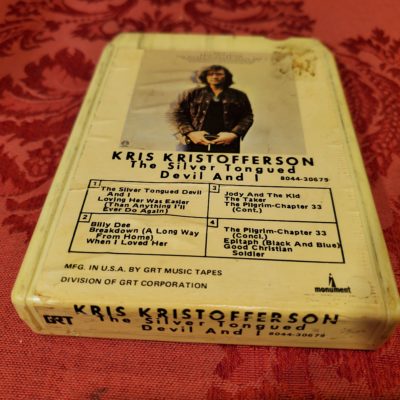 KRIS KRISTOFFERSON
The Silver Tongued
Devil And I
8044-30675
1
The Silver Tongued Devil
And I
Loving Her Was Easier
(Than Anything I'll
Ever Do Again)
2
Billy Dee
Breakdown (A Long Way
From Home)
When I Loved Her
3
Jody And The Kid
The Taker
The Pilgrim-Chapter 33
(Cont.)
4
The Pilgrim-Chapter 33
(Concl.)
Epitaph (Black And Blue)
Good Christian
Soldier
MFG. IN U.S.A. BY GRT MUSIC TAPES
DIVISION OF GRT CORPORATION
monument
GRT
KRIS KRISTOFFERSON
The Silver Tongued
Devil And I
8044-30675